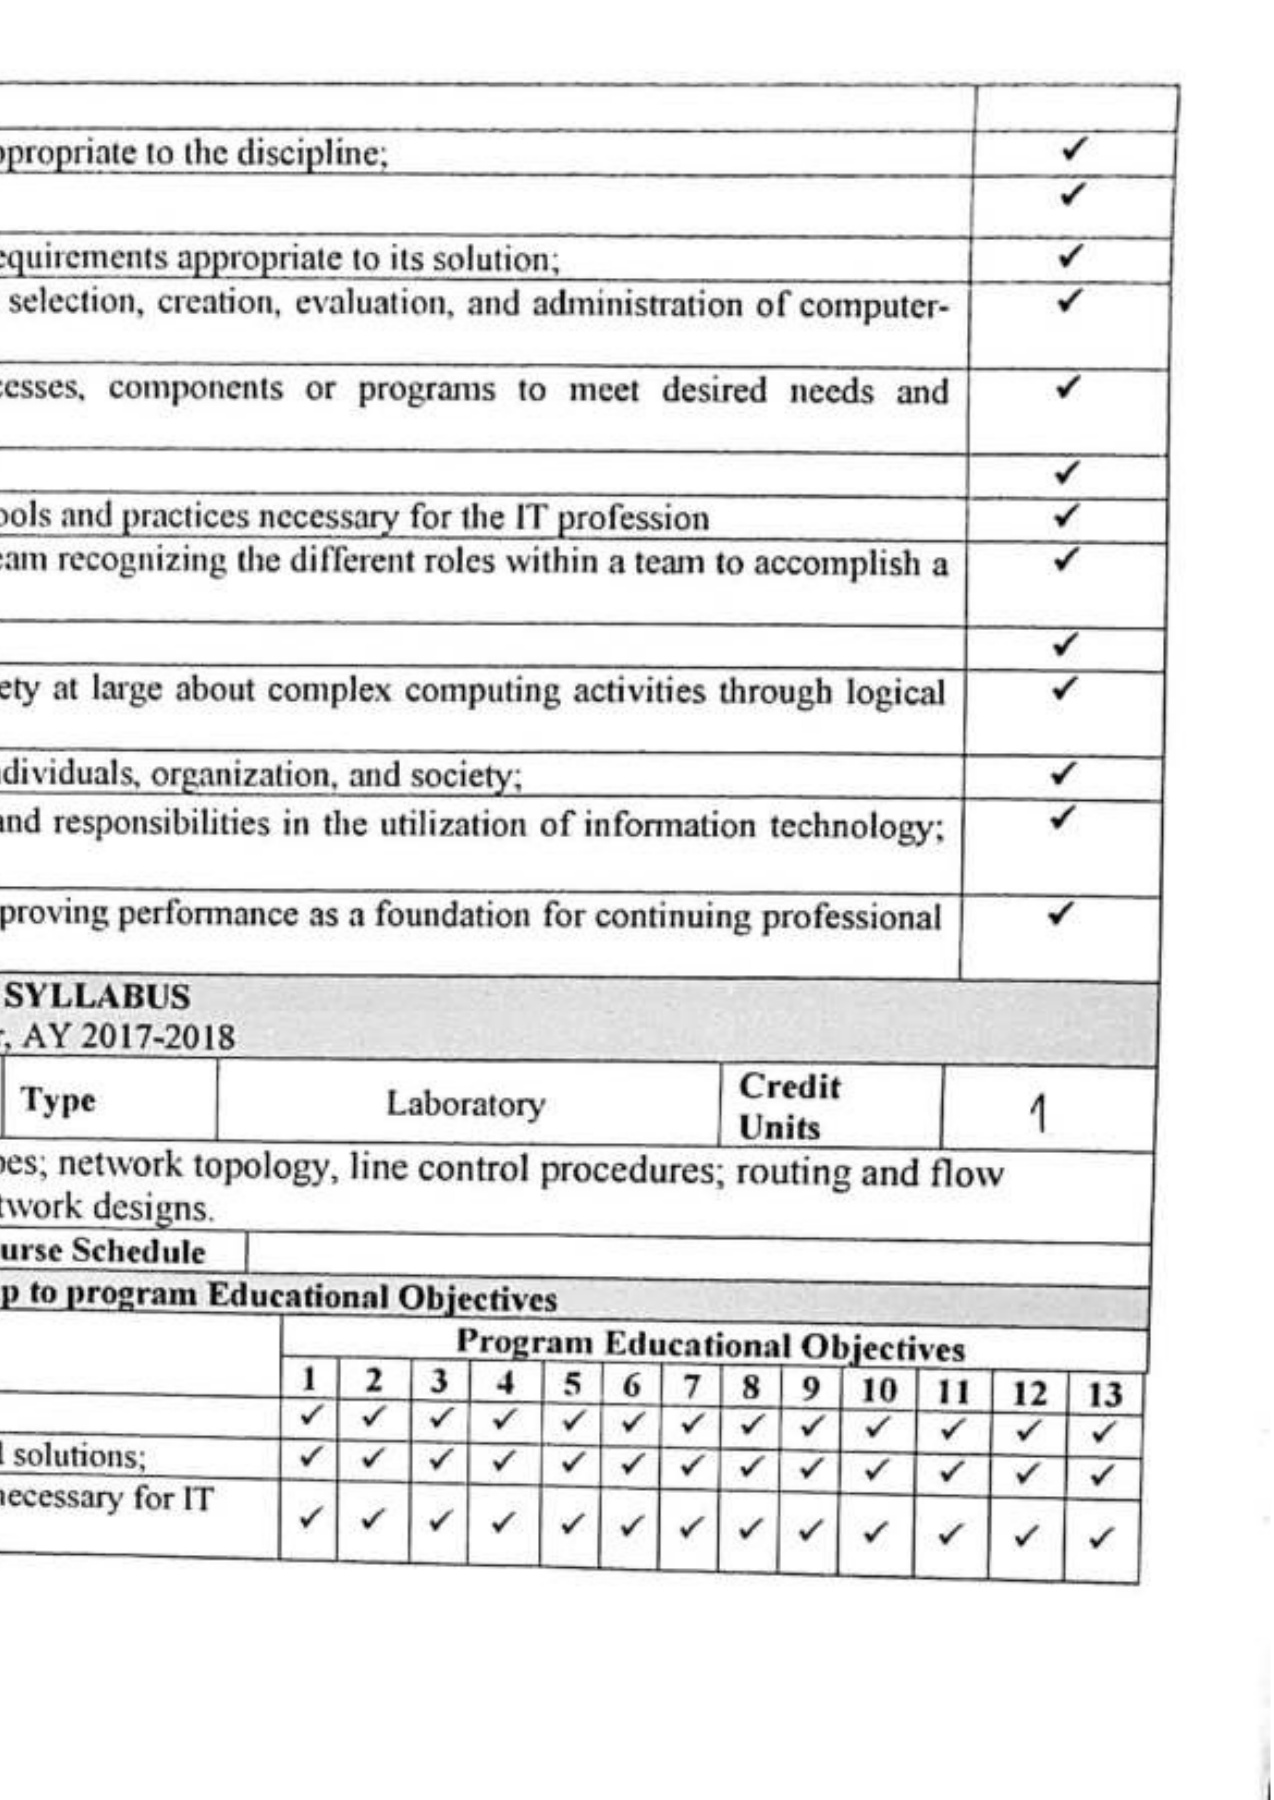 ppropriate to the discipline; ✓
✓
equirements appropriate to its solution; ✓
selection, creation, evaluation, and administration of computer- ✓
cesses, components or programs to meet desired needs and ✓
✓
ools and practices necessary for the IT profession ✓
eam recognizing the different roles within a team to accomplish a ✓
✓
ety at large about complex computing activities through logical ✓
dividuals, organization, and society; ✓
and responsibilities in the utilization of information technology; ✓
proving performance as a foundation for continuing professional ✓
SYLLABUS
r, AY 2017-2018
Type Laboratory Credit Units 1
pes; network topology, line control procedures; routing and flow
twork designs.
urse Schedule
p to program Educational Objectives
Program Educational Objectives
1 2 3 4 5 6 7 8 9 10 11 12 13
✓ ✓ ✓ ✓ ✓ ✓ ✓ ✓ ✓ ✓ ✓ ✓ ✓
l solutions; ✓ ✓ ✓ ✓ ✓ ✓ ✓ ✓ ✓ ✓ ✓ ✓ ✓
necessary for IT ✓ ✓ ✓ ✓ ✓ ✓ ✓ ✓ ✓ ✓ ✓ ✓ ✓